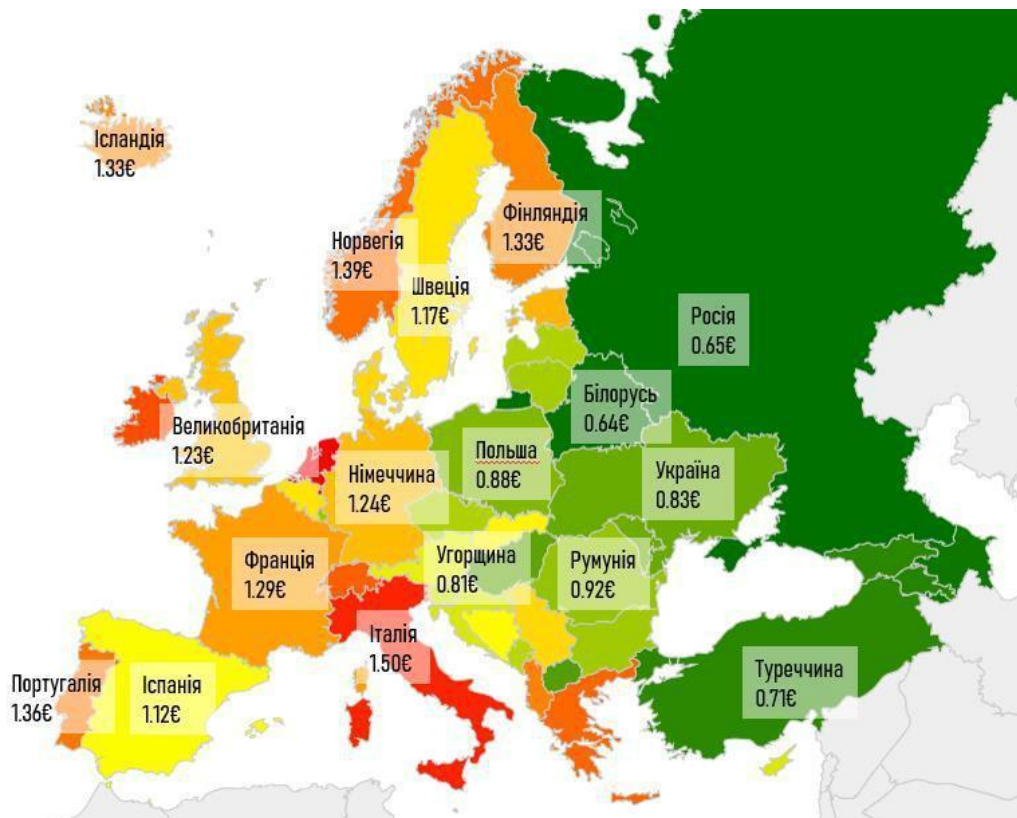 Ісландія
1.33€
Фінляндія
1.33€
Норвегія
1.39€
Швеція
1.17€
Росія
0.65€
Білорусь
0.64€
Великобританія
1.23€
Польша
0.88€
Німеччина
1.24€
Україна
0.83€
Франція
1.29€
Угорщина
0.81€
Румунія
0.92€
Італія
1.50€
Туреччина
0.71€
Португалія
1.36€
Іспанія
1.12€